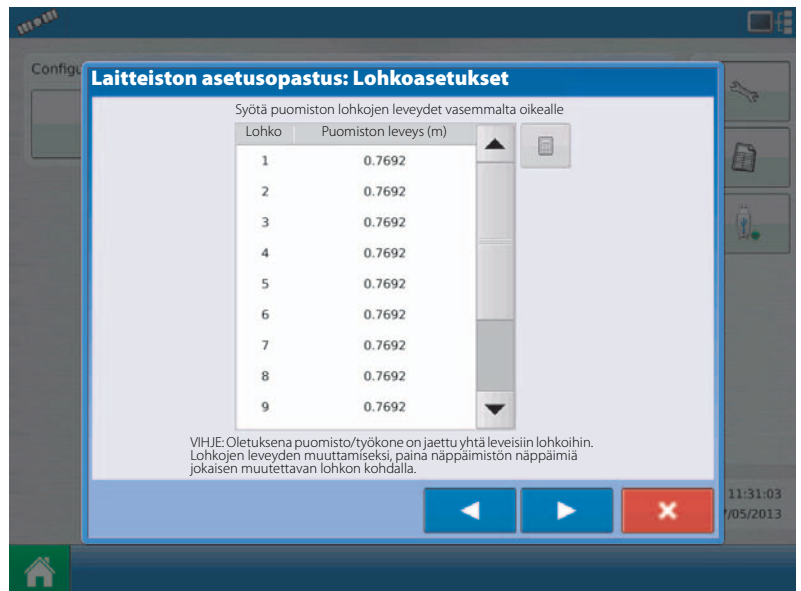 Configu
Laitteiston asetusopastus: Lohkoasetukset
Syötä puomiston lohkojen leveydet vasemmalta oikealle
Lohko Puomiston leveys (m)
1 0.7692
2 0.7692
3 0.7692
4 0.7692
5 0.7692
6 0.7692
7 0.7692
8 0.7692
9 0.7692
VIHJE: Oletuksena puomisto/työkone on jaettu yhtä leveisiin lohkoihin.
Lohkojen leveyden muuttamiseksi, paina näppäimistön näppäimiä
jokaisen muutettavan lohkon kohdalla.
11:31:03
/05/2013